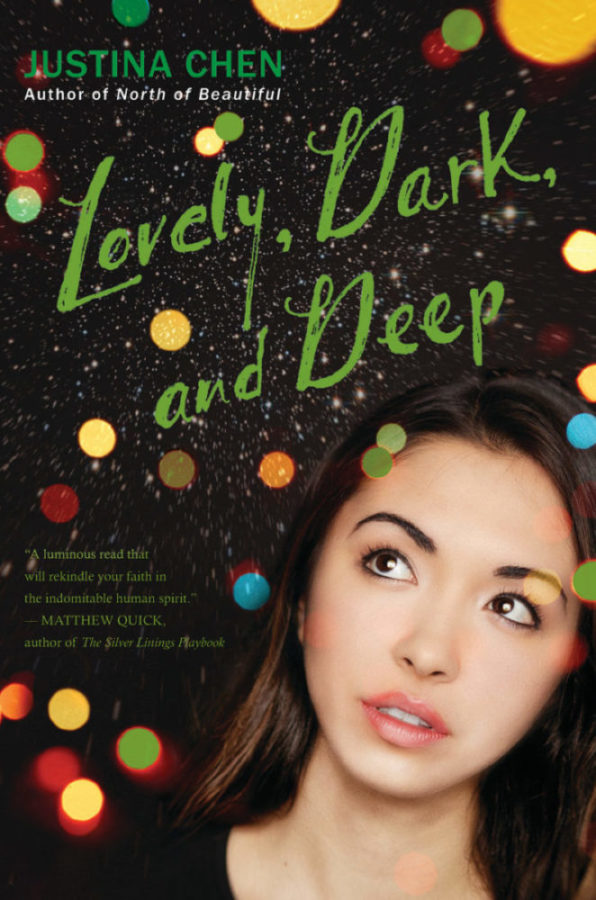 JUSTINA CHEN
Author of North of Beautiful
Lovely, Dark,
and Deep
“A luminous read that
will rekindle your faith in
the indomitable human spirit.”
— MATTHEW QUICK,
author of The Silver Linings Playbook